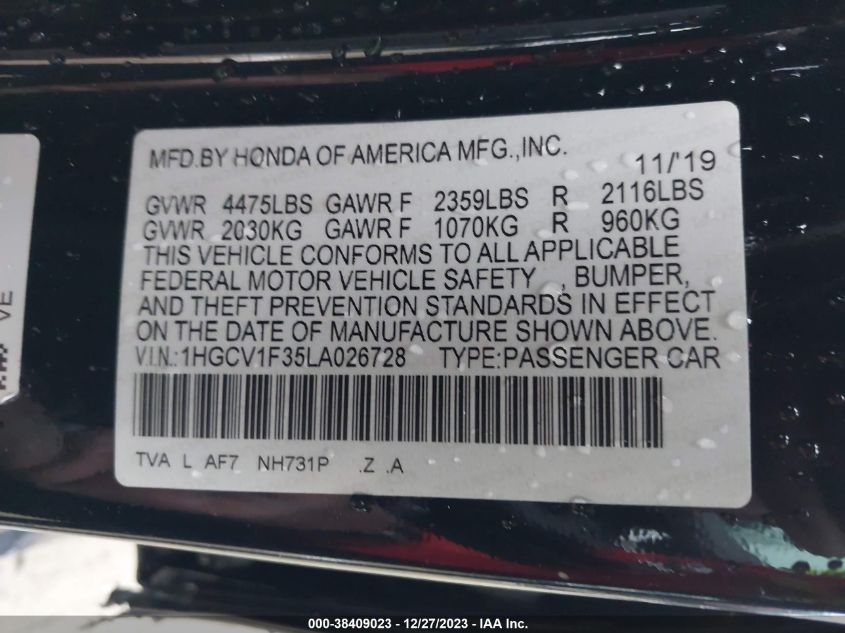 MFD.BY HONDA OF AMERICA MFG.,INC.
11/'19
GVWR 4475LBS GAWR F 2359LBS R 2116LBS
GVWR 2030KG GAWR F 1070KG R 960KG
THIS VEHICLE CONFORMS TO ALL APPLICABLE
FEDERAL MOTOR VEHICLE SAFETY , BUMPER,
AND THEFT PREVENTION STANDARDS IN EFFECT
ON THE DATE OF MANUFACTURE SHOWN ABOVE.
V.I.N.:1HGCV1F35LA026728 TYPE:PASSENGER CAR
TVA L AF7 NH731P .Z .A
VE
000-38409023 - 12/27/2023 - IAA Inc.